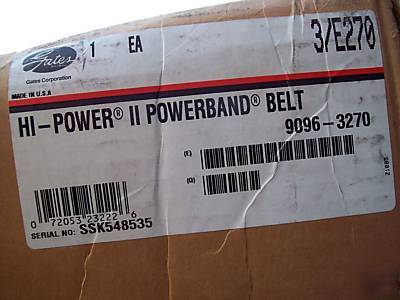 Gates
1 EA
3/E270
Gates Corporation
MADE IN U.S.A
HI-POWER® II POWERBAND® BELT
9096-3270
(E)
(Q)
0 72053 23222 6
SERIAL NO: SSK548535